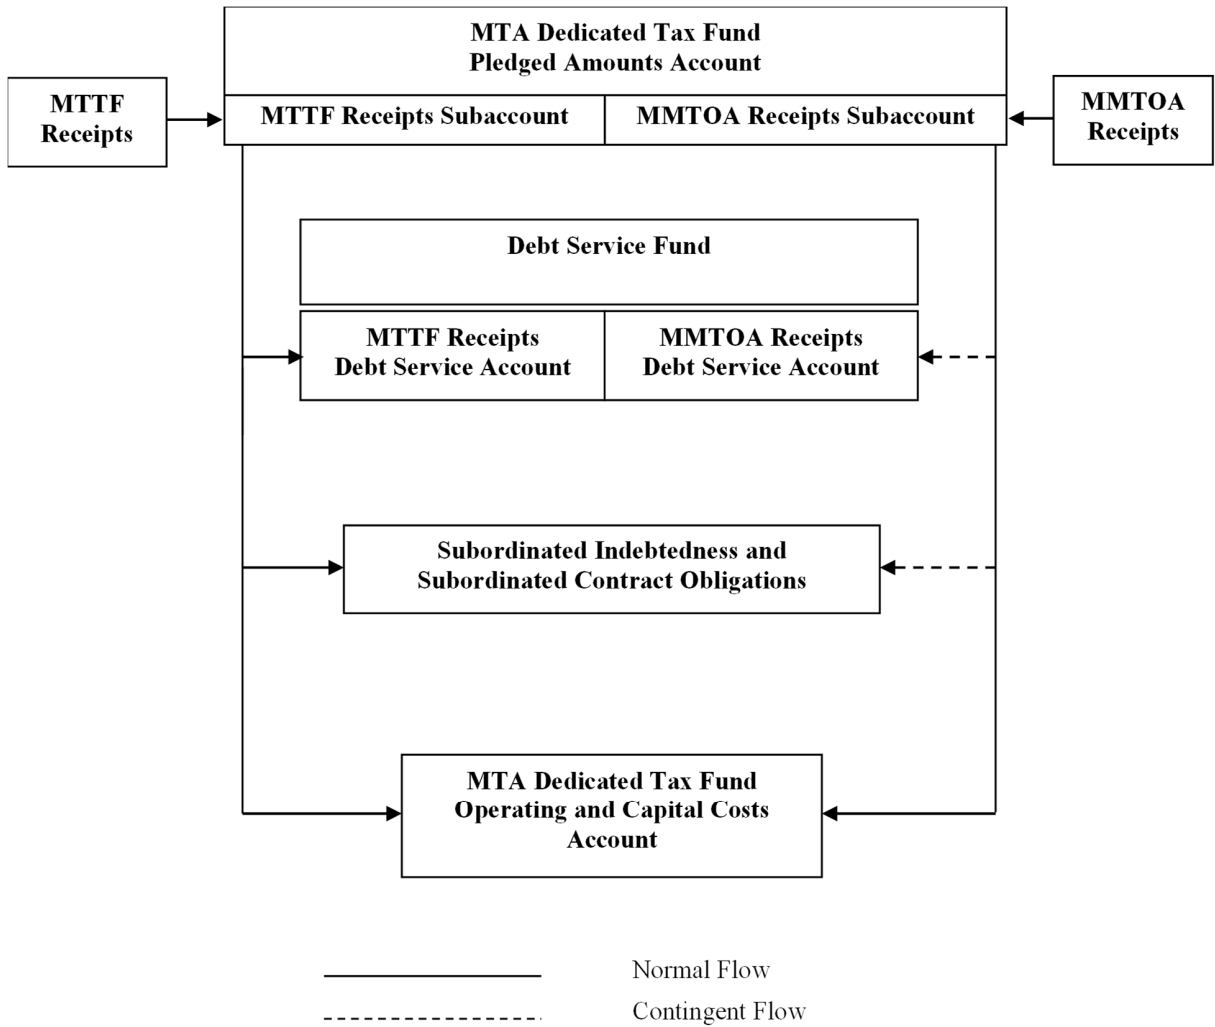 MTA Dedicated Tax Fund
Pledged Amounts Account
MTTF
Receipts
MTTF Receipts Subaccount
MMTOA Receipts Subaccount
MMTOA
Receipts
Debt Service Fund
MTTF Receipts
Debt Service Account
MMTOA Receipts
Debt Service Account
Subordinated Indebtedness and
Subordinated Contract Obligations
MTA Dedicated Tax Fund
Operating and Capital Costs
Account
Normal Flow
Contingent Flow